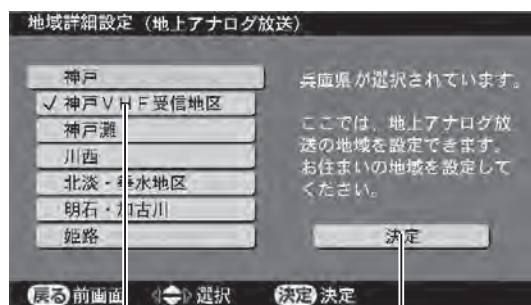 地域詳細設定（地上アナログ放送）
神戸
✓ 神戸ＶＨＦ受信地区
神戸灘
川西
北淡・垂水地区
明石・加古川
姫路
兵庫県が選択されています。
ここでは、地上アナログ放
送の地域を設定できます。
お住まいの地域を設定して
ください。
決定
戻る 前画面 選択 決定 決定